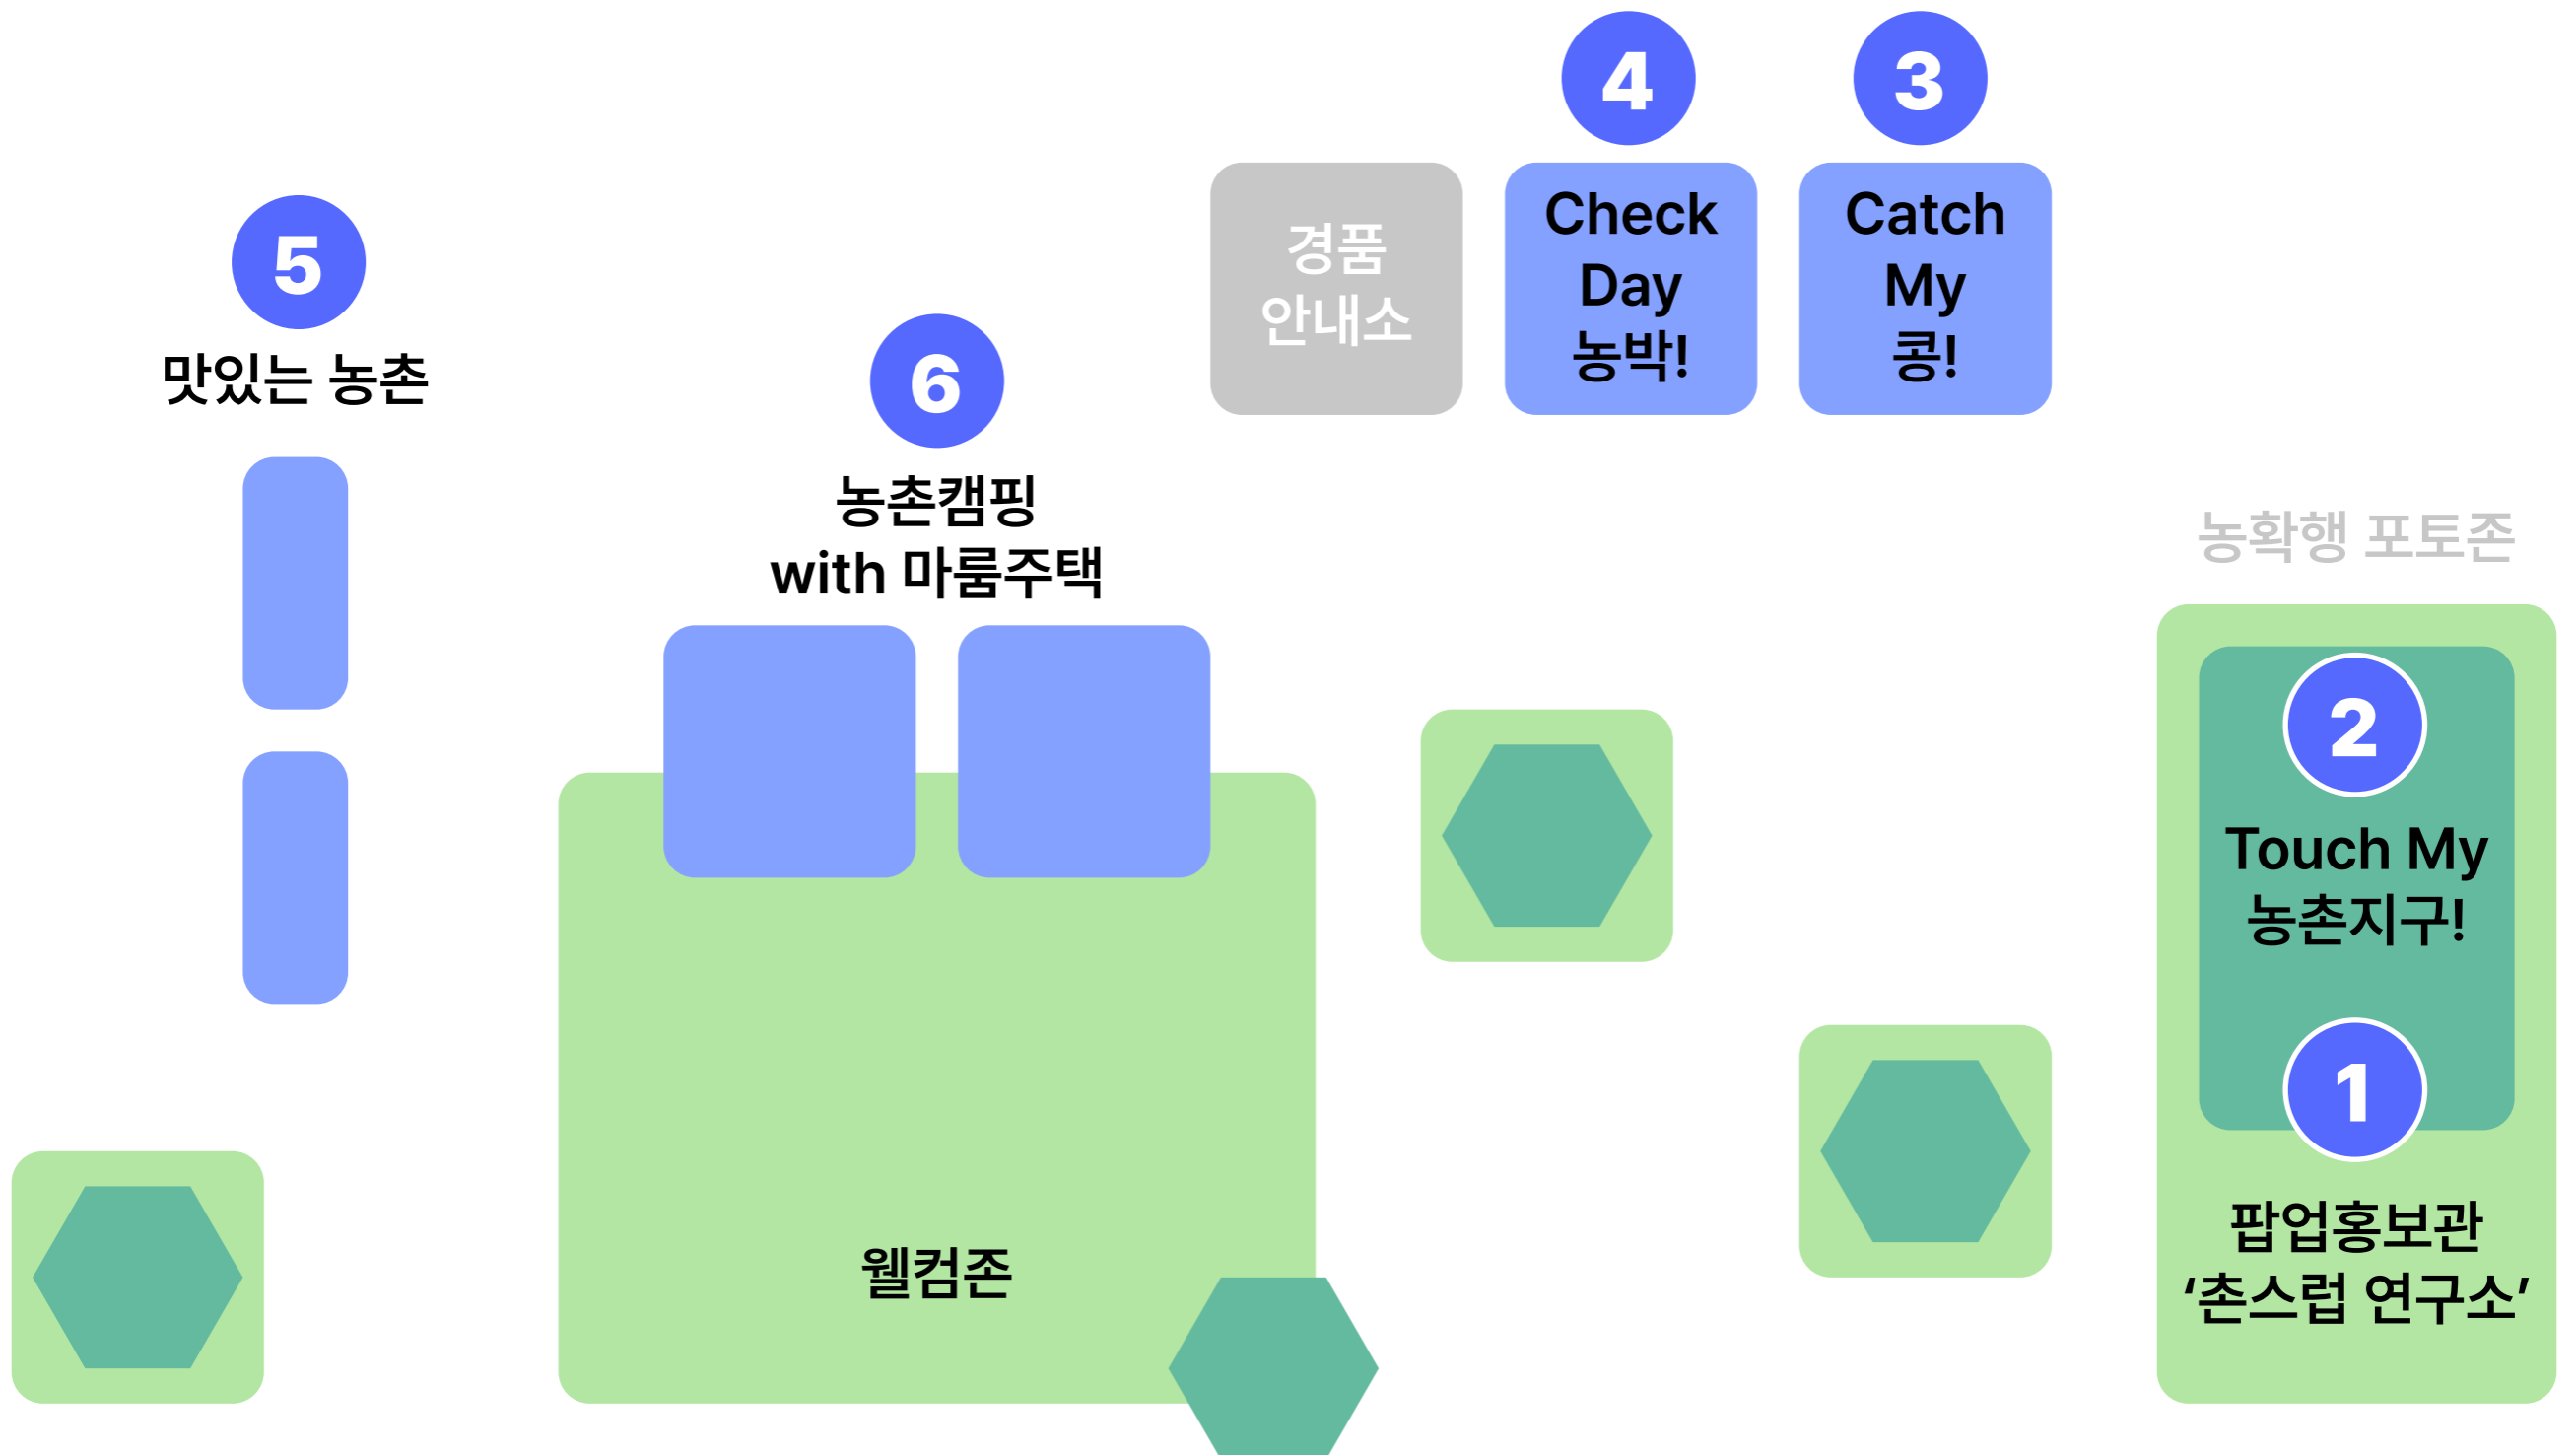 4
3
경품
안내소
Check
Day
농박!
Catch
My
콩!
5
맛있는 농촌
6
농촌캠핑
with 마룸주택
농확행 포토존
2
Touch My
농촌지구!
1
팝업홍보관
‘촌스럽 연구소’
웰컴존